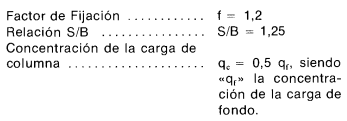 Factor de Fijación ............ f = 1,2
Relación S/B ............... S/B = 1,25
Concentración de la carga de
columna .................... q_c = 0,5 q_f, siendo
«q_f» la concentra-
ción de la carga de
fondo.